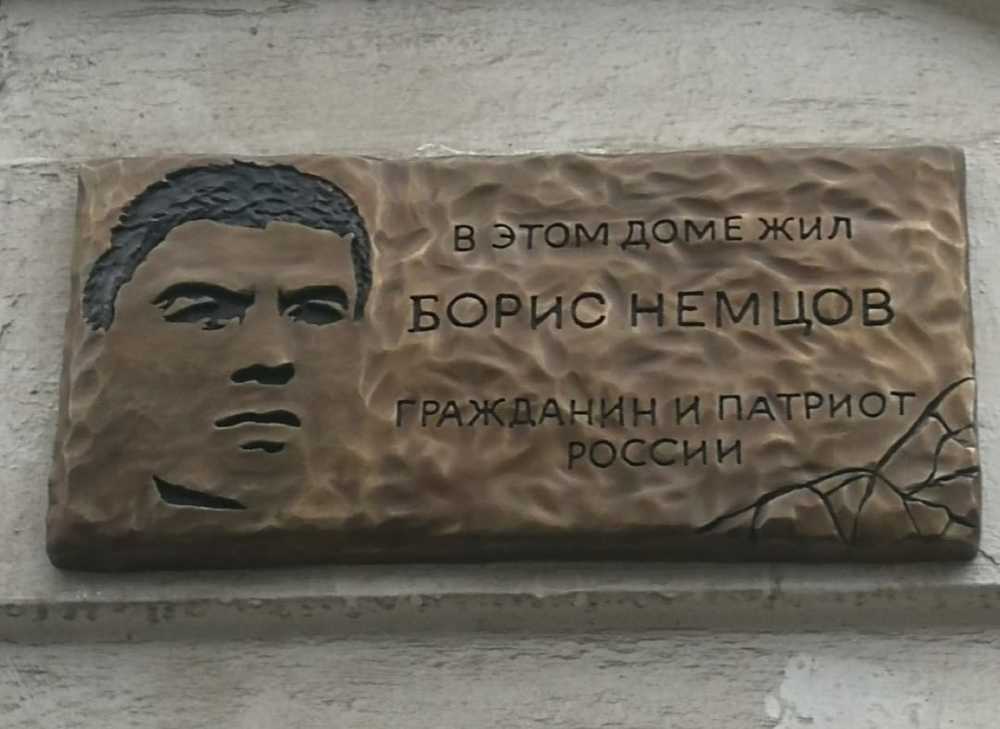 В ЭТОМ ДОМЕ ЖИЛ
БОРИС НЕМЦОВ
ГРАЖДАНИН И ПАТРИОТ
РОССИИ